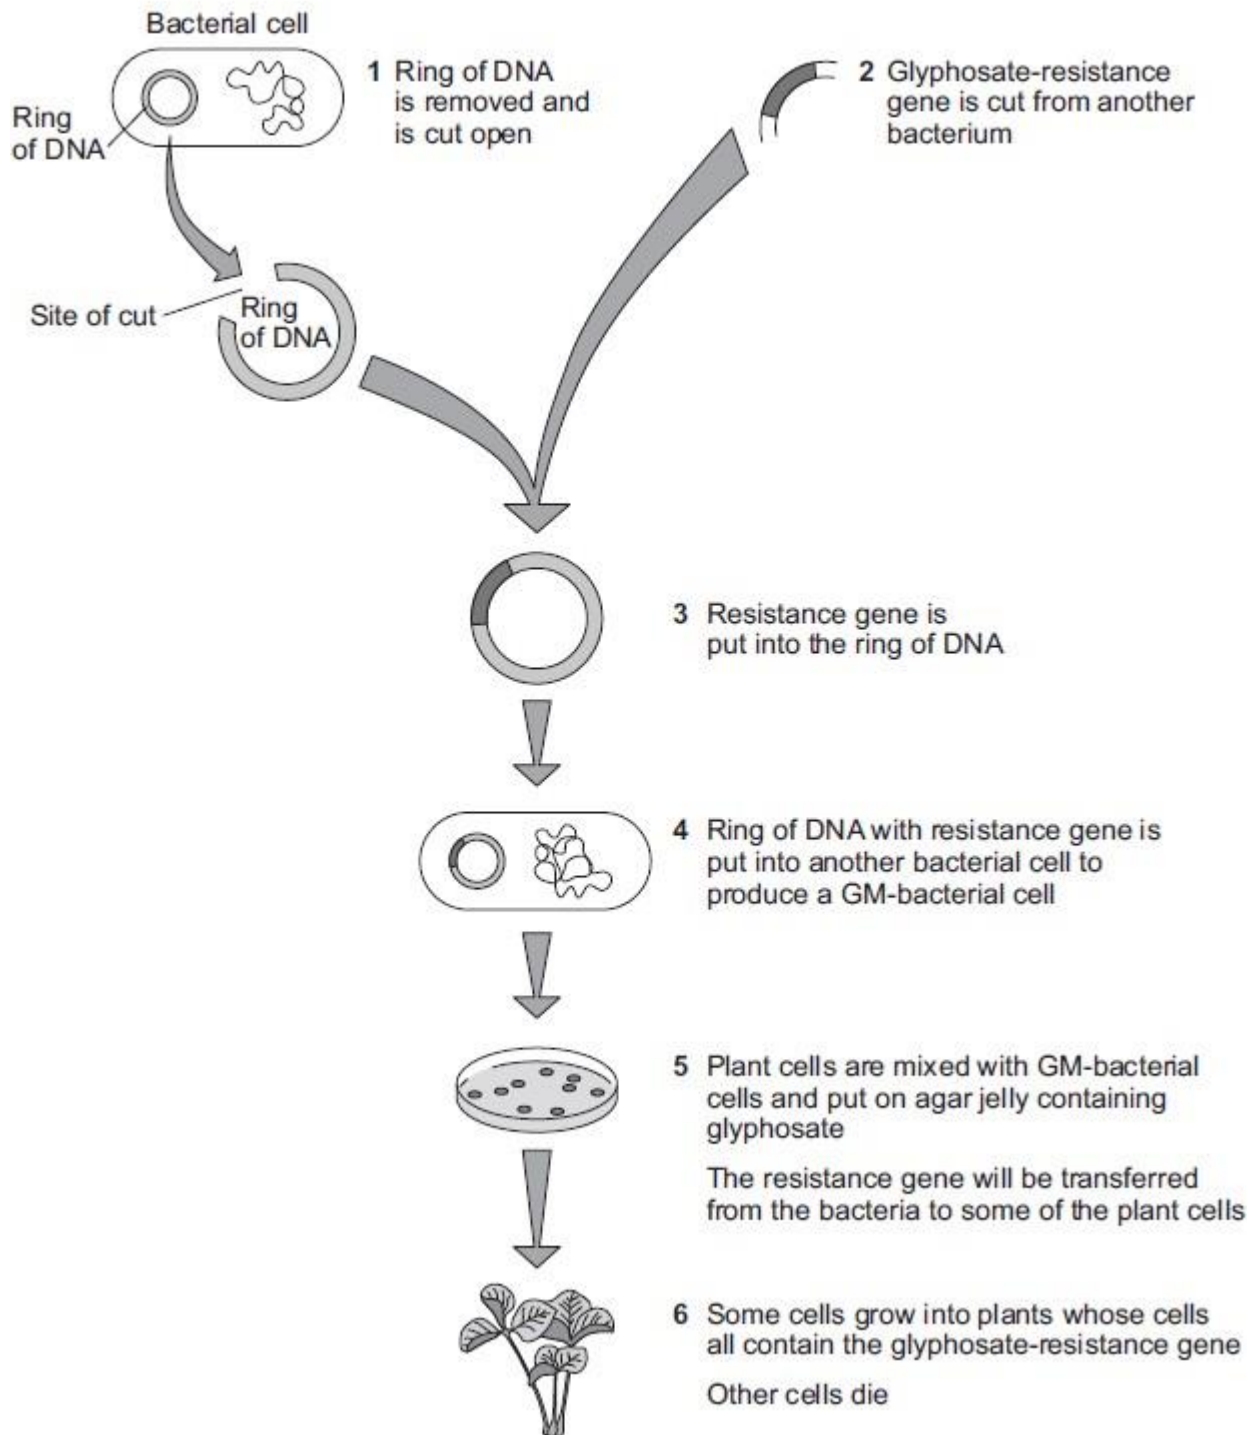 Bacterial cell
Ring
of DNA
1 Ring of DNA
is removed and
is cut open
2 Glyphosate-resistance
gene is cut from another
bacterium
Site of cut
Ring
of DNA
3 Resistance gene is
put into the ring of DNA
4 Ring of DNA with resistance gene is
put into another bacterial cell to
produce a GM-bacterial cell
5 Plant cells are mixed with GM-bacterial
cells and put on agar jelly containing
glyphosate
The resistance gene will be transferred
from the bacteria to some of the plant cells
6 Some cells grow into plants whose cells
all contain the glyphosate-resistance gene
Other cells die